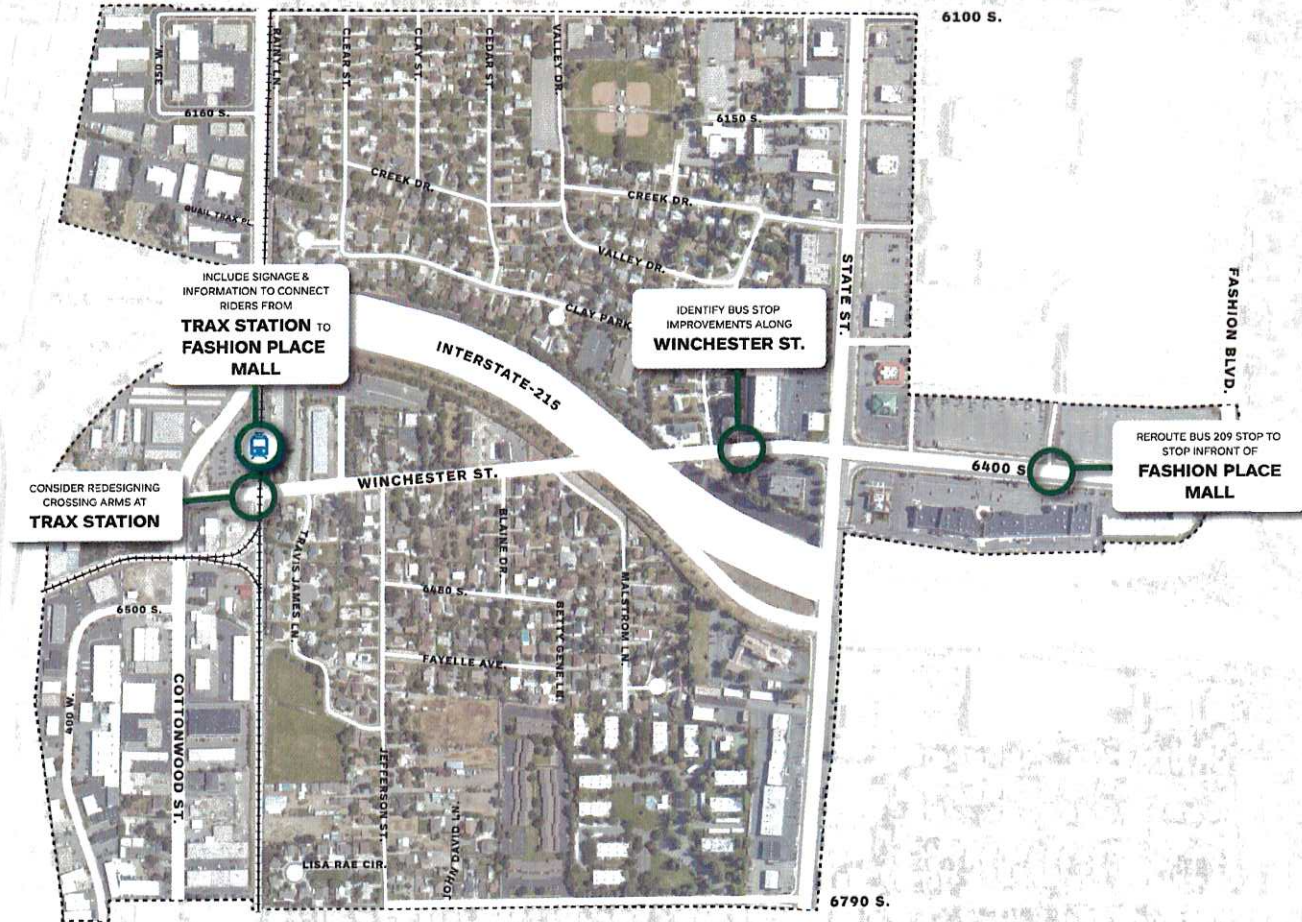 6100 S.
350 W.
RAINY LN.
CLEAR ST.
CLAY ST.
CEDAR ST.
VALLEY DR.
6160 S.
6150 S.
CREEK DR.
CREEK DR.
QUAIL TRAX PL.
VALLEY DR.
STATE ST.
FASHION BLVD.
CLAY PARK
INCLUDE SIGNAGE &
INFORMATION TO CONNECT
RIDERS FROM
TRAX STATION TO
FASHION PLACE
MALL
IDENTIFY BUS STOP
IMPROVEMENTS ALONG
WINCHESTER ST.
INTERSTATE-215
REROUTE BUS 209 STOP TO
STOP INFRONT OF
FASHION PLACE
MALL
6400 S
WINCHESTER ST.
CONSIDER REDESIGNING
CROSSING ARMS AT
TRAX STATION
BLAINE DR.
TRAVIS JAMES LN.
MALSTROM LN.
6480 S.
BETTY GENE LN.
6500 S.
FAYELLE AVE.
400 W.
COTTONWOOD ST.
JEFFERSON ST.
JOHN DAVID LN.
LISA RAE CIR.
6790 S.